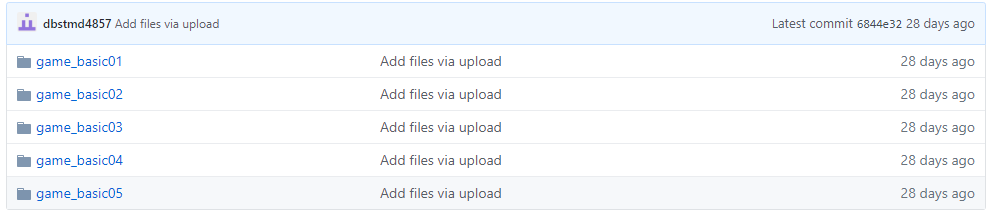 dbstmd4857 Add files via upload Latest commit 6844e32 28 days ago
game_basic01 Add files via upload 28 days ago
game_basic02 Add files via upload 28 days ago
game_basic03 Add files via upload 28 days ago
game_basic04 Add files via upload 28 days ago
game_basic05 Add files via upload 28 days ago